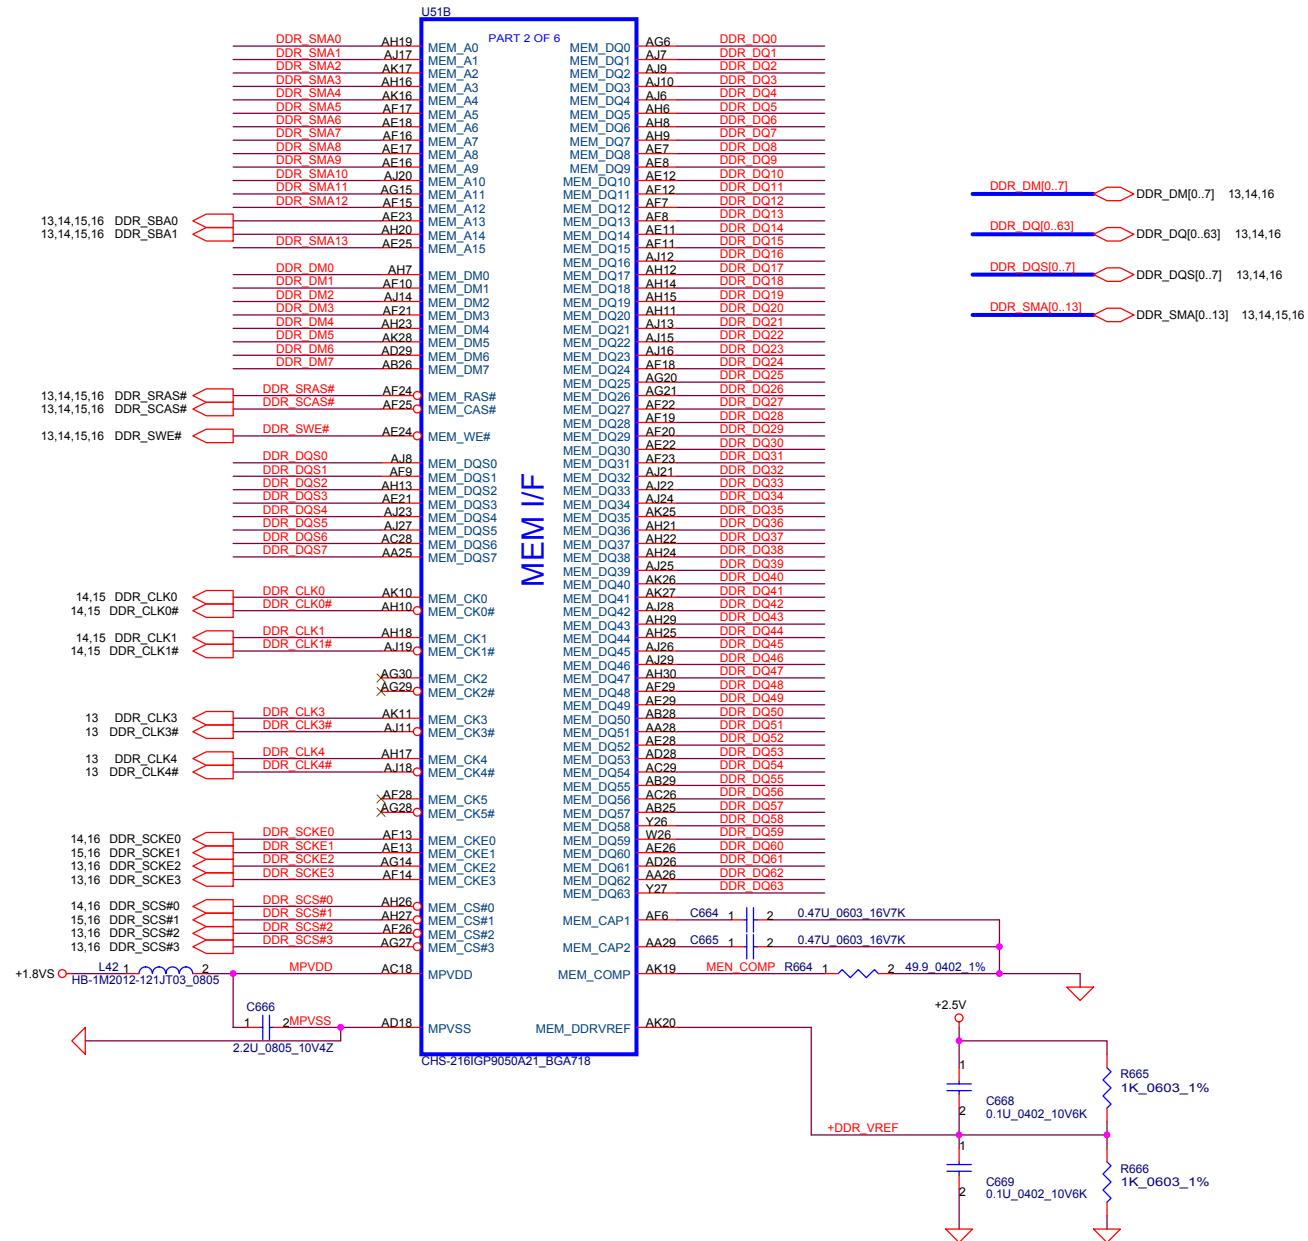 U51B
PART 2 OF 6
DDR_SMA0 AH19 MEM_A0
DDR_SMA1 AJ17 MEM_A1
DDR_SMA2 AK17 MEM_A2
DDR_SMA3 AH16 MEM_A3
DDR_SMA4 AK16 MEM_A4
DDR_SMA5 AF17 MEM_A5
DDR_SMA6 AE18 MEM_A6
DDR_SMA7 AF16 MEM_A7
DDR_SMA8 AE17 MEM_A8
DDR_SMA9 AE16 MEM_A9
DDR_SMA10 AJ20 MEM_A10
DDR_SMA11 AG15 MEM_A11
DDR_SMA12 AF15 MEM_A12
13,14,15,16 DDR_SBA0 AE23 MEM_A13
13,14,15,16 DDR_SBA1 AH20 MEM_A14
DDR_SMA13 AE25 MEM_A15
DDR_DM0 AH7 MEM_DM0
DDR_DM1 AF10 MEM_DM1
DDR_DM2 AJ14 MEM_DM2
DDR_DM3 AF21 MEM_DM3
DDR_DM4 AH23 MEM_DM4
DDR_DM5 AK28 MEM_DM5
DDR_DM6 AD29 MEM_DM6
DDR_DM7 AB26 MEM_DM7
13,14,15,16 DDR_SRAS# DDR_SRAS# AF24 MEM_RAS#
13,14,15,16 DDR_SCAS# DDR_SCAS# AF25 MEM_CAS#
13,14,15,16 DDR_SWE# DDR_SWE# AE24 MEM_WE#
DDR_DQS0 AJ8 MEM_DQS0
DDR_DQS1 AF9 MEM_DQS1
DDR_DQS2 AH13 MEM_DQS2
DDR_DQS3 AE21 MEM_DQS3
DDR_DQS4 AJ23 MEM_DQS4
DDR_DQS5 AJ27 MEM_DQS5
DDR_DQS6 AC28 MEM_DQS6
DDR_DQS7 AA25 MEM_DQS7
14,15 DDR_CLK0 DDR_CLK0 AK10 MEM_CK0
14,15 DDR_CLK0# DDR_CLK0# AH10 MEM_CK0#
14,15 DDR_CLK1 DDR_CLK1 AH18 MEM_CK1
14,15 DDR_CLK1# DDR_CLK1# AJ19 MEM_CK1#
AG30 MEM_CK2
AG29 MEM_CK2#
13 DDR_CLK3 DDR_CLK3 AK11 MEM_CK3
13 DDR_CLK3# DDR_CLK3# AJ11 MEM_CK3#
13 DDR_CLK4 DDR_CLK4 AH17 MEM_CK4
13 DDR_CLK4# DDR_CLK4# AJ18 MEM_CK4#
AF28 MEM_CK5
AG28 MEM_CK5#
14,16 DDR_SCKE0 DDR_SCKE0 AF13 MEM_CKE0
15,16 DDR_SCKE1 DDR_SCKE1 AE13 MEM_CKE1
13,16 DDR_SCKE2 DDR_SCKE2 AG14 MEM_CKE2
13,16 DDR_SCKE3 DDR_SCKE3 AF14 MEM_CKE3
14,16 DDR_SCS#0 DDR_SCS#0 AH26 MEM_CS#0
15,16 DDR_SCS#1 DDR_SCS#1 AH27 MEM_CS#1
13,16 DDR_SCS#2 DDR_SCS#2 AF26 MEM_CS#2
13,16 DDR_SCS#3 DDR_SCS#3 AG27 MEM_CS#3
+1.8VS L42 1 2 MPVDD AC18 MPVDD
HB-1M2012-121JT03_0805
C666
1 2 MPVSS AD18 MPVSS
2.2U_0805_10V4Z
MEM I/F
MEM_DQ0 AG6 DDR_DQ0
MEM_DQ1 AJ7 DDR_DQ1
MEM_DQ2 AJ9 DDR_DQ2
MEM_DQ3 AJ10 DDR_DQ3
MEM_DQ4 AJ6 DDR_DQ4
MEM_DQ5 AH6 DDR_DQ5
MEM_DQ6 AH8 DDR_DQ6
MEM_DQ7 AH9 DDR_DQ7
MEM_DQ8 AE7 DDR_DQ8
MEM_DQ9 AE8 DDR_DQ9
MEM_DQ10 AE12 DDR_DQ10
MEM_DQ11 AF12 DDR_DQ11
MEM_DQ12 AF7 DDR_DQ12
MEM_DQ13 AF8 DDR_DQ13
MEM_DQ14 AE11 DDR_DQ14
MEM_DQ15 AF11 DDR_DQ15
MEM_DQ16 AJ12 DDR_DQ16
MEM_DQ17 AH12 DDR_DQ17
MEM_DQ18 AH14 DDR_DQ18
MEM_DQ19 AH15 DDR_DQ19
MEM_DQ20 AH11 DDR_DQ20
MEM_DQ21 AJ13 DDR_DQ21
MEM_DQ22 AJ15 DDR_DQ22
MEM_DQ23 AJ16 DDR_DQ23
MEM_DQ24 AF18 DDR_DQ24
MEM_DQ25 AG20 DDR_DQ25
MEM_DQ26 AG21 DDR_DQ26
MEM_DQ27 AF22 DDR_DQ27
MEM_DQ28 AF19 DDR_DQ28
MEM_DQ29 AF20 DDR_DQ29
MEM_DQ30 AE22 DDR_DQ30
MEM_DQ31 AF23 DDR_DQ31
MEM_DQ32 AJ21 DDR_DQ32
MEM_DQ33 AJ22 DDR_DQ33
MEM_DQ34 AJ24 DDR_DQ34
MEM_DQ35 AK25 DDR_DQ35
MEM_DQ36 AH21 DDR_DQ36
MEM_DQ37 AH22 DDR_DQ37
MEM_DQ38 AH24 DDR_DQ38
MEM_DQ39 AJ25 DDR_DQ39
MEM_DQ40 AK26 DDR_DQ40
MEM_DQ41 AK27 DDR_DQ41
MEM_DQ42 AJ28 DDR_DQ42
MEM_DQ43 AH29 DDR_DQ43
MEM_DQ44 AH25 DDR_DQ44
MEM_DQ45 AJ26 DDR_DQ45
MEM_DQ46 AJ29 DDR_DQ46
MEM_DQ47 AH30 DDR_DQ47
MEM_DQ48 AF29 DDR_DQ48
MEM_DQ49 AE29 DDR_DQ49
MEM_DQ50 AB28 DDR_DQ50
MEM_DQ51 AA28 DDR_DQ51
MEM_DQ52 AE28 DDR_DQ52
MEM_DQ53 AD28 DDR_DQ53
MEM_DQ54 AC29 DDR_DQ54
MEM_DQ55 AB29 DDR_DQ55
MEM_DQ56 AC26 DDR_DQ56
MEM_DQ57 AB25 DDR_DQ57
MEM_DQ58 Y26 DDR_DQ58
MEM_DQ59 W26 DDR_DQ59
MEM_DQ60 AE26 DDR_DQ60
MEM_DQ61 AD26 DDR_DQ61
MEM_DQ62 AA26 DDR_DQ62
MEM_DQ63 Y27 DDR_DQ63
MEM_CAP1 AF6 C664 1 2 0.47U_0603_16V7K
MEM_CAP2 AA29 C665 1 2 0.47U_0603_16V7K
MEM_COMP AK19 MEN_COMP R664 1 2 49.9_0402_1%
MEM_DDRVREF AK20
CHS-216IGP9050A21_BGA718
DDR_DM[0..7] DDR_DM[0..7] 13,14,16
DDR_DQ[0..63] DDR_DQ[0..63] 13,14,16
DDR_DQS[0..7] DDR_DQS[0..7] 13,14,16
DDR_SMA[0..13] DDR_SMA[0..13] 13,14,15,16
+2.5V
1
R665
1K_0603_1%
C668
2 0.1U_0402_10V6K
+DDR_VREF
1
R666
1K_0603_1%
C669
2 0.1U_0402_10V6K